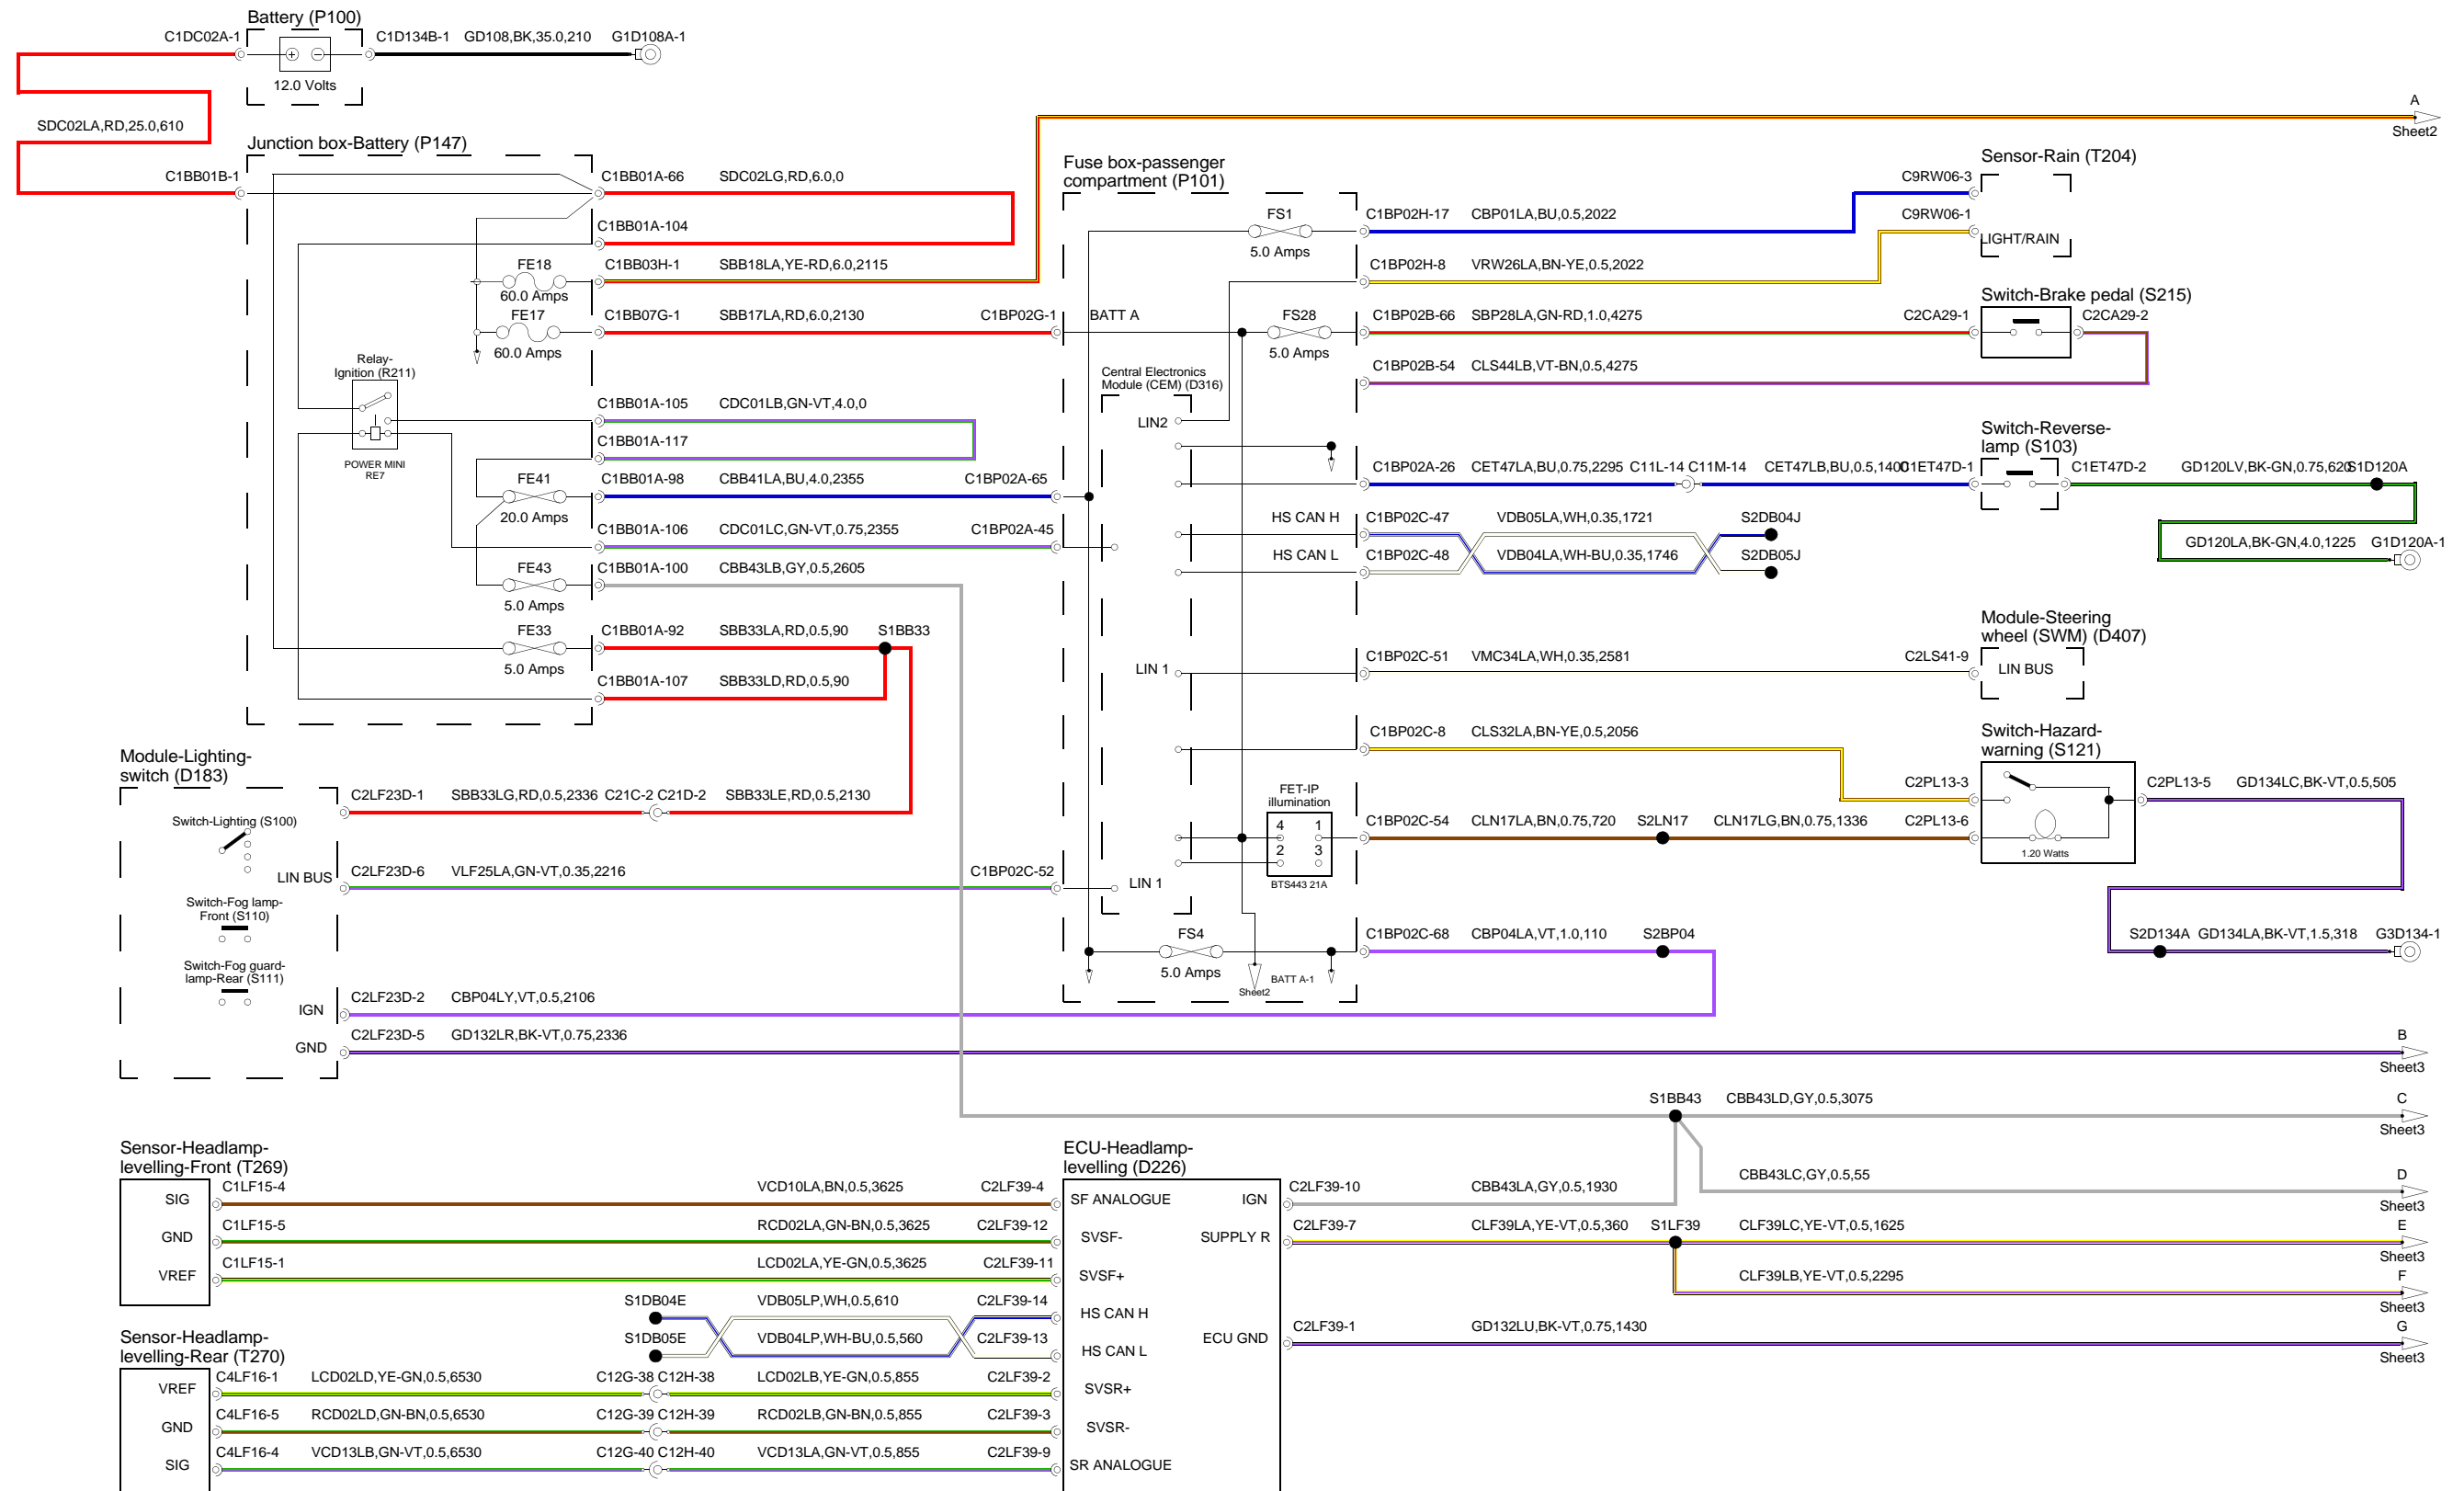 Battery (P100)
C1DC02A-1
C1D134B-1 GD108,BK,35.0,210 G1D108A-1
12.0 Volts
SDC02LA,RD,25.0,610
A
Sheet2
Junction box-Battery (P147)
C1BB01B-1
C1BB01A-66 SDC02LG,RD,6.0,0
C1BB01A-104
FE18
60.0 Amps
C1BB03H-1 SBB18LA,YE-RD,6.0,2115
FE17
60.0 Amps
C1BB07G-1 SBB17LA,RD,6.0,2130 C1BP02G-1
Relay-
Ignition (R211)
POWER MINI
RE7
C1BB01A-105 CDC01LB,GN-VT,4.0,0
C1BB01A-117
FE41
20.0 Amps
C1BB01A-98 CBB41LA,BU,4.0,2355 C1BP02A-65
C1BB01A-106 CDC01LC,GN-VT,0.75,2355 C1BP02A-45
FE43
5.0 Amps
C1BB01A-100 CBB43LB,GY,0.5,2605
FE33
5.0 Amps
C1BB01A-92 SBB33LA,RD,0.5,90 S1BB33
C1BB01A-107 SBB33LD,RD,0.5,90
Fuse box-passenger
compartment (P101)
FS1
5.0 Amps
BATT A
FS28
5.0 Amps
Central Electronics
Module (CEM) (D316)
LIN2
HS CAN H
HS CAN L
LIN 1
FET-IP
illumination
4 1
2 3
BTS443 21A
LIN 1
FS4
5.0 Amps
BATT A-1
Sheet2
C1BP02H-17 CBP01LA,BU,0.5,2022 C9RW06-3
C1BP02H-8 VRW26LA,BN-YE,0.5,2022 C9RW06-1
Sensor-Rain (T204)
LIGHT/RAIN
Switch-Brake pedal (S215)
C1BP02B-66 SBP28LA,GN-RD,1.0,4275 C2CA29-1 C2CA29-2
C1BP02B-54 CLS44LB,VT-BN,0.5,4275
Switch-Reverse-
lamp (S103)
C1BP02A-26 CET47LA,BU,0.75,2295 C11L-14 C11M-14 CET47LB,BU,0.5,1400 C1ET47D-1 C1ET47D-2 GD120LV,BK-GN,0.75,620 S1D120A
GD120LA,BK-GN,4.0,1225 G1D120A-1
C1BP02C-47 VDB05LA,WH,0.35,1721 S2DB04J
C1BP02C-48 VDB04LA,WH-BU,0.35,1746 S2DB05J
Module-Steering
wheel (SWM) (D407)
C1BP02C-51 VMC34LA,WH,0.35,2581 C2LS41-9
LIN BUS
Switch-Hazard-
warning (S121)
C1BP02C-8 CLS32LA,BN-YE,0.5,2056 C2PL13-3
C2PL13-5 GD134LC,BK-VT,0.5,505
C1BP02C-54 CLN17LA,BN,0.75,720 S2LN17 CLN17LG,BN,0.75,1336 C2PL13-6
1.20 Watts
C1BP02C-68 CBP04LA,VT,1.0,110 S2BP04
S2D134A GD134LA,BK-VT,1.5,318 G3D134-1
Module-Lighting-
switch (D183)
Switch-Lighting (S100)
C2LF23D-1 SBB33LG,RD,0.5,2336 C21C-2 C21D-2 SBB33LE,RD,0.5,2130
LIN BUS
C2LF23D-6 VLF25LA,GN-VT,0.35,2216 C1BP02C-52
Switch-Fog lamp-
Front (S110)
Switch-Fog guard-
lamp-Rear (S111)
IGN
C2LF23D-2 CBP04LY,VT,0.5,2106
GND
C2LF23D-5 GD132LR,BK-VT,0.75,2336
B
Sheet3
S1BB43 CBB43LD,GY,0.5,3075 C
Sheet3
Sensor-Headlamp-
levelling-Front (T269)
SIG
C1LF15-4 VCD10LA,BN,0.5,3625 C2LF39-4
GND
C1LF15-5 RCD02LA,GN-BN,0.5,3625 C2LF39-12
VREF
C1LF15-1 LCD02LA,YE-GN,0.5,3625 C2LF39-11
S1DB04E VDB05LP,WH,0.5,610 C2LF39-14
S1DB05E VDB04LP,WH-BU,0.5,560 C2LF39-13
Sensor-Headlamp-
levelling-Rear (T270)
VREF
C4LF16-1 LCD02LD,YE-GN,0.5,6530 C12G-38 C12H-38 LCD02LB,YE-GN,0.5,855 C2LF39-2
GND
C4LF16-5 RCD02LD,GN-BN,0.5,6530 C12G-39 C12H-39 RCD02LB,GN-BN,0.5,855 C2LF39-3
SIG
C4LF16-4 VCD13LB,GN-VT,0.5,6530 C12G-40 C12H-40 VCD13LA,GN-VT,0.5,855 C2LF39-9
ECU-Headlamp-
levelling (D226)
SF ANALOGUE IGN
SVSF- SUPPLY R
SVSF+
HS CAN H
ECU GND
HS CAN L
SVSR+
SVSR-
SR ANALOGUE
C2LF39-10 CBB43LA,GY,0.5,1930
CBB43LC,GY,0.5,55 D
Sheet3
C2LF39-7 CLF39LA,YE-VT,0.5,360 S1LF39 CLF39LC,YE-VT,0.5,1625 E
Sheet3
CLF39LB,YE-VT,0.5,2295 F
Sheet3
C2LF39-1 GD132LU,BK-VT,0.75,1430 G
Sheet3